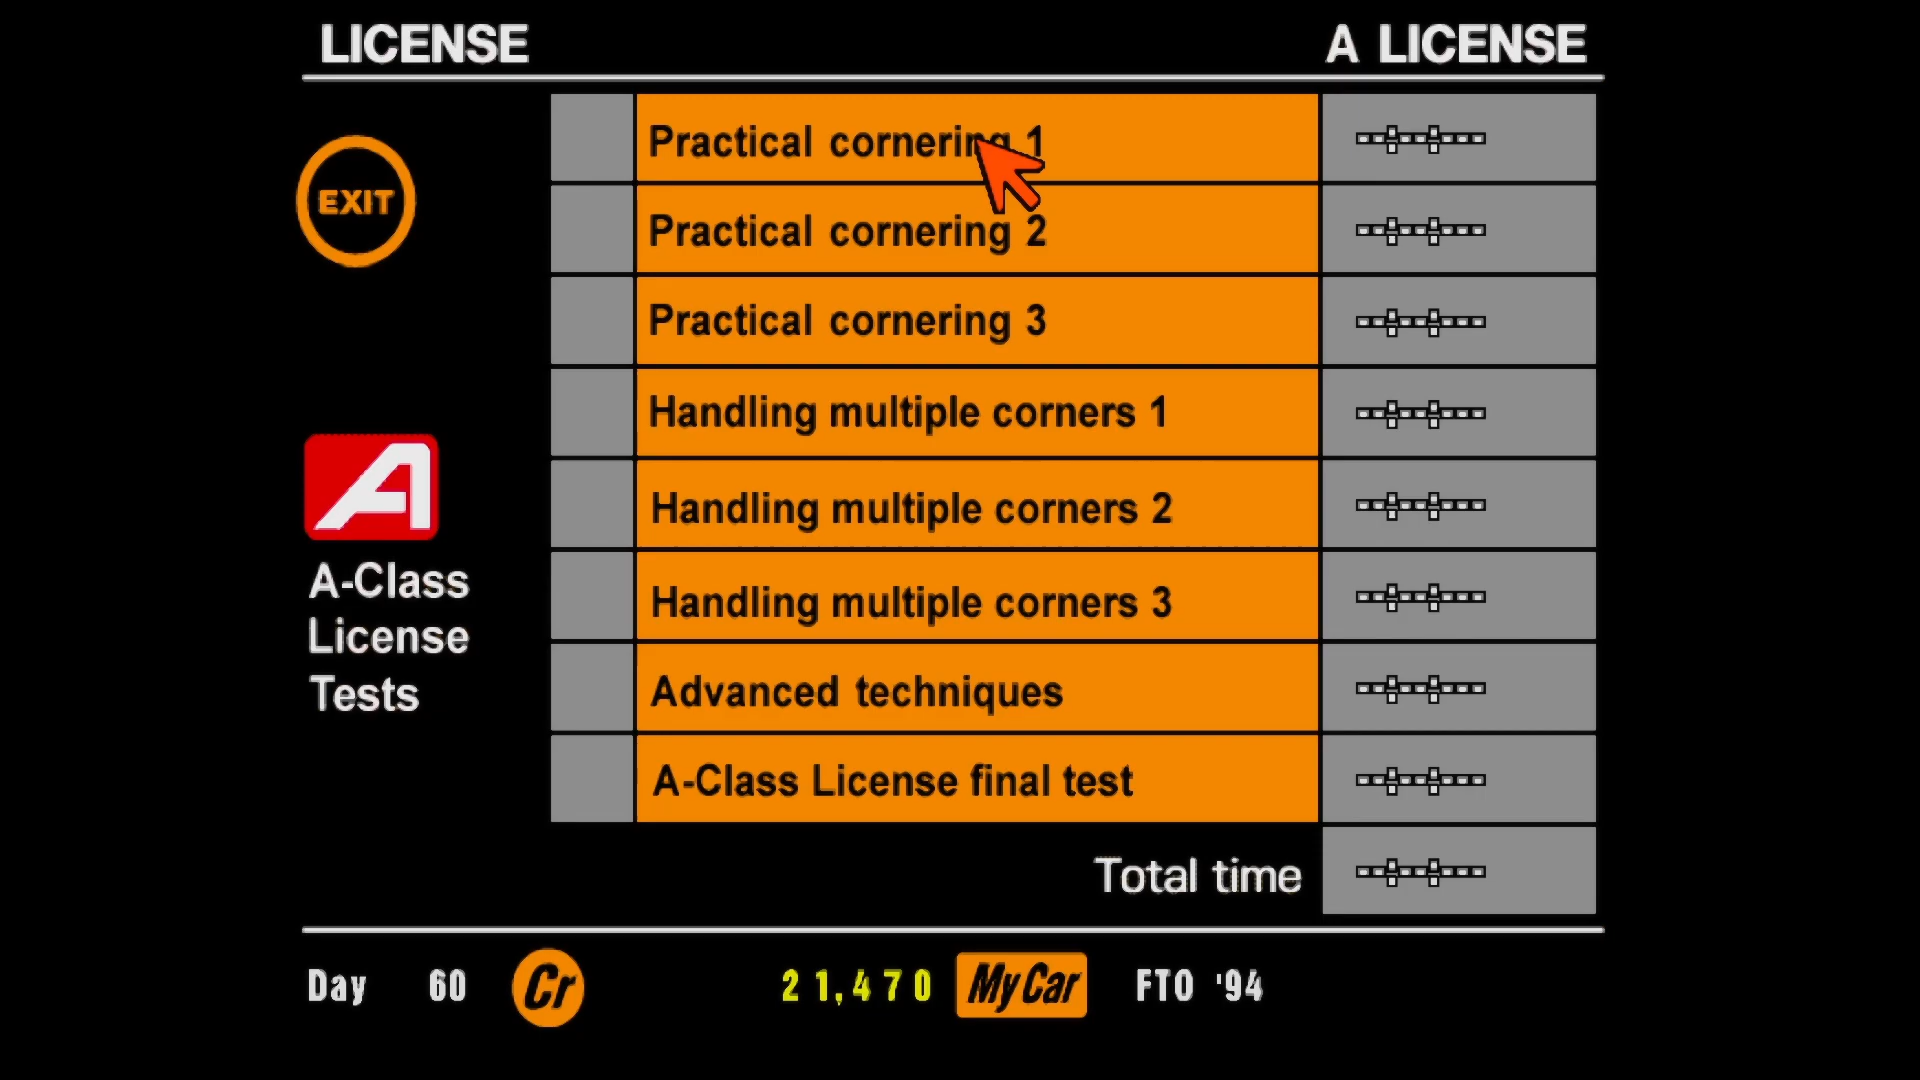 LICENSE
A LICENSE
EXIT
Practical cornering 1
Practical cornering 2
Practical cornering 3
Handling multiple corners 1
Handling multiple corners 2
Handling multiple corners 3
Advanced techniques
A-Class License final test
A
A-Class
License
Tests
Total time
Day 60 Cr 21,470 MyCar FTO '94